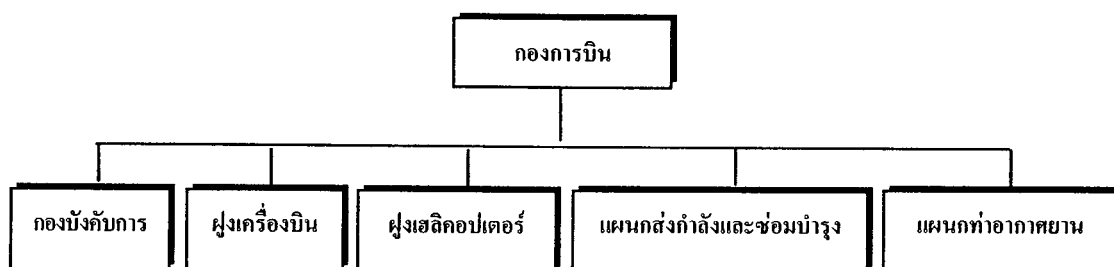 กองการบิน
กองบังคับการ
ฝูงเครื่องบิน
ฝูงเฮลิคอปเตอร์
แผนกส่งกำลังและซ่อมบำรุง
แผนกท่าอากาศยาน